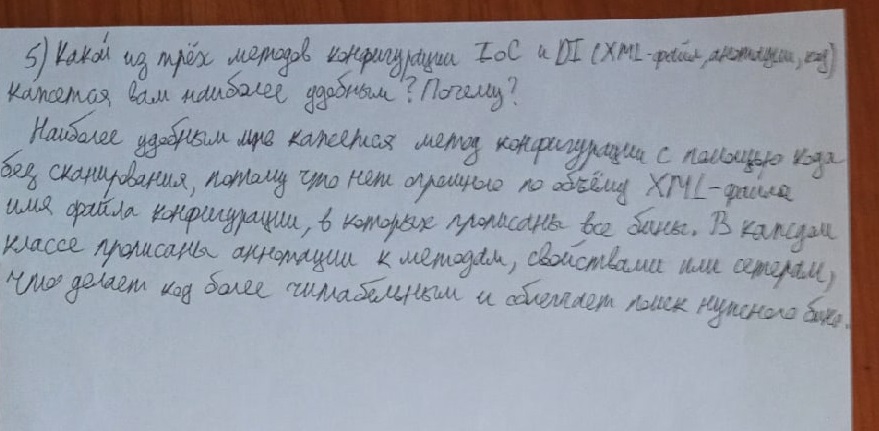 5) Какой из трёх методов конфигурации IoC и DI (XML-файл, аннотации, код)
кажется вам наиболее удобным? Почему?
Наиболее удобным мне кажется метод конфигурации с помощью кода
без сканирования, потому что нет огромного по объёму XML-файла
имя файла конфигурации, в которых прописаны все бины. В каждом
классе прописаны аннотации к методам, свойствами или сетерам,
что делает код более читабельным и облегчает поиск нужного бина.